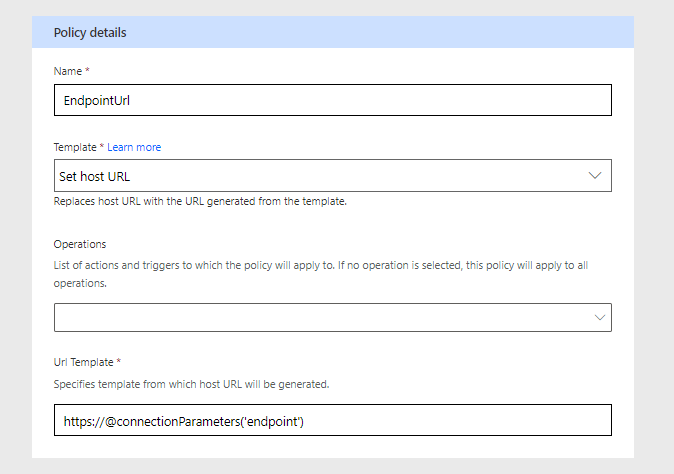 Policy details
Name *
EndpointUrl
Template * Learn more
Set host URL
Replaces host URL with the URL generated from the template.
Operations
List of actions and triggers to which the policy will apply to. If no operation is selected, this policy will apply to all
operations.
Url Template *
Specifies template from which host URL will be generated.
https://@connectionParameters('endpoint')